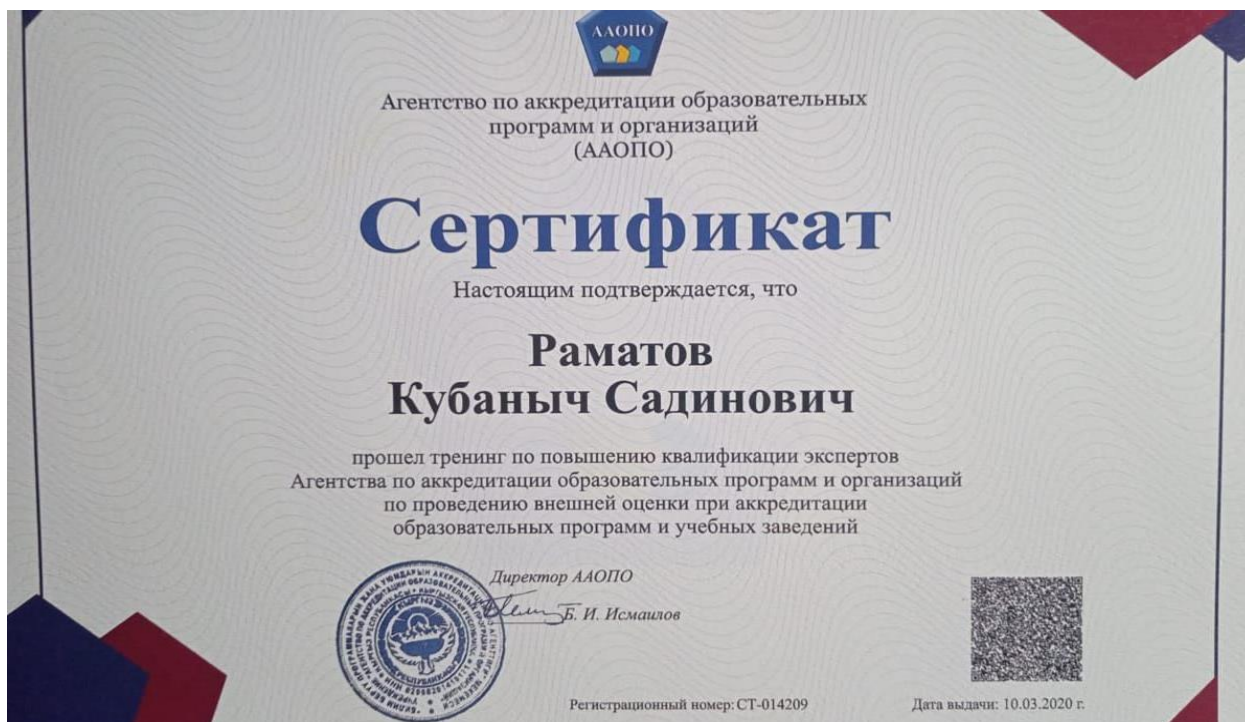 ААОПО
Агентство по аккредитации образовательных
программ и организаций
(ААОПО)
Сертификат
Настоящим подтверждается, что
Раматов
Кубаныч Садинович
прошел тренинг по повышению квалификации экспертов
Агентства по аккредитации образовательных программ и организаций
по проведению внешней оценки при аккредитации
образовательных программ и учебных заведений
Директор ААОПО
Б. И. Исмаилов
Регистрационный номер: СТ-014209
Дата выдачи: 10.03.2020 г.